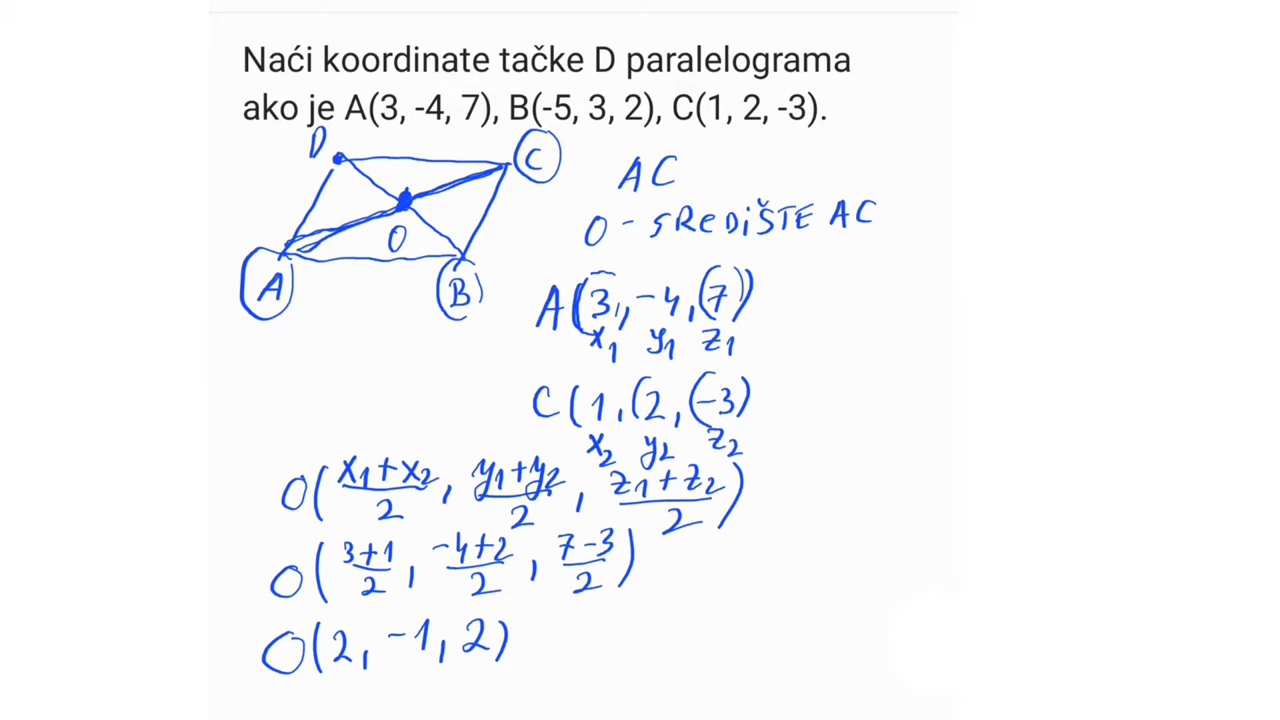 Naći koordinate tačke D paralelograma
ako je A(3, -4, 7), B(-5, 3, 2), C(1, 2, -3).
D
C
O
A
B
AC
O - SREDIŠTE AC
A(3, -4, (7))
x₁ y₁ z₁
C(1, (2, (-3)
x₂ y₂ z₂
O((x₁+x₂)/2, (y₁+y₂)/2, (z₁+z₂)/2)
O((3+1)/2, (-4+2)/2, (7-3)/2)
O(2, -1, 2)